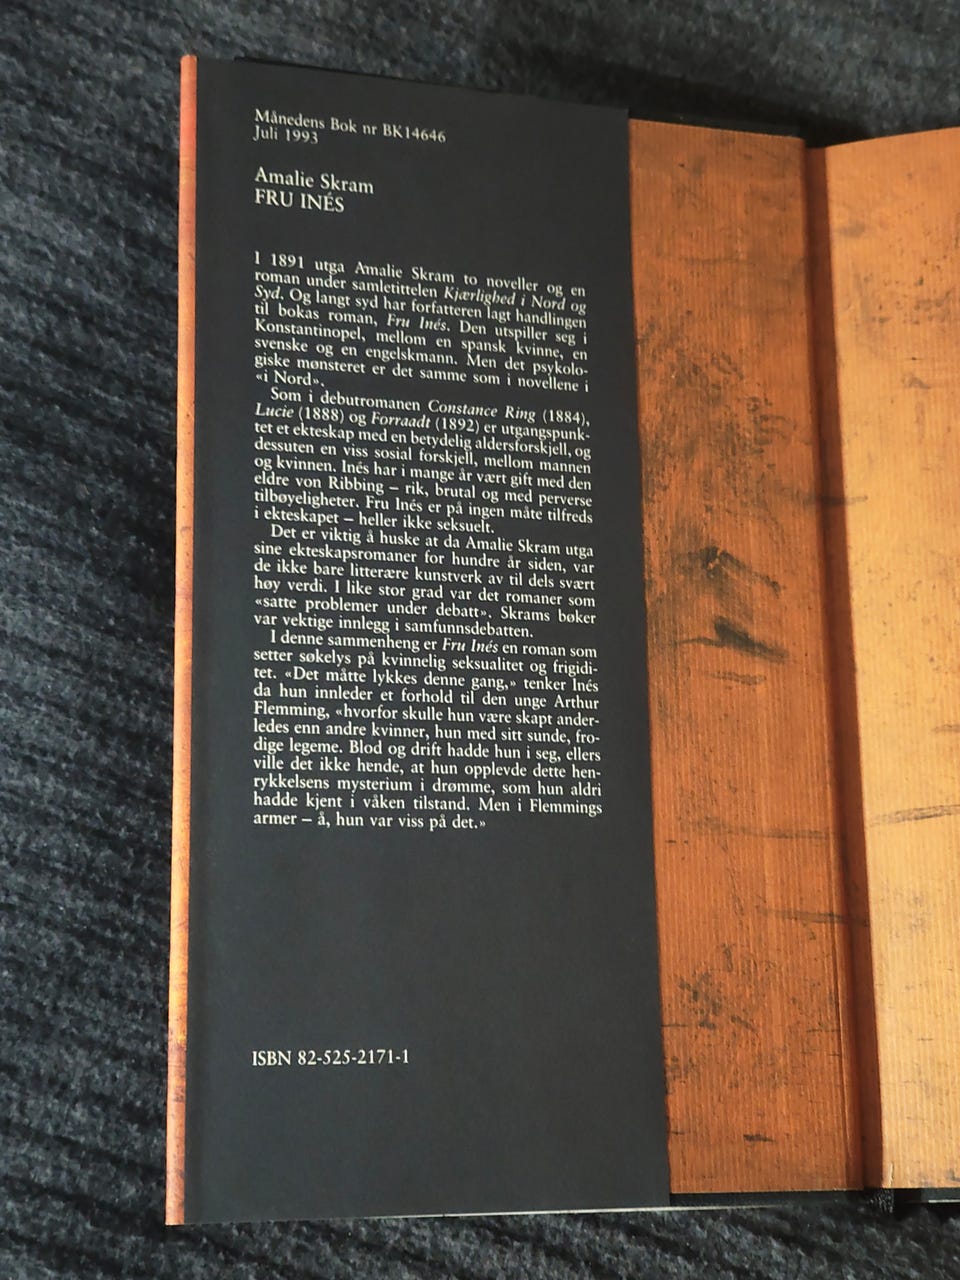 Månedens Bok nr BK14646
Juli 1993
Amalie Skram
FRU INÉS
I 1891 utga Amalie Skram to noveller og en
roman under samletittelen Kjærlighed i Nord og
Syd. Og langt syd har forfatteren lagt handlingen
til bokas roman, Fru Inés. Den utspiller seg i
Konstantinopel, mellom en spansk kvinne, en
svenske og en engelskmann. Men det psykolo-
giske mønsteret er det samme som i novellene i
«i Nord».
Som i debutromanen Constance Ring (1884),
Lucie (1888) og Forraadt (1892) er utgangspunk-
tet et ekteskap med en betydelig aldersforskjell, og
dessuten en viss sosial forskjell, mellom mannen
og kvinnen. Inés har i mange år vært gift med den
eldre von Ribbing – rik, brutal og med perverse
tilbøyeligheter. Fru Inés er på ingen måte tilfreds
i ekteskapet – heller ikke seksuelt.
Det er viktig å huske at da Amalie Skram utga
sine ekteskapsromaner for hundre år siden, var
de ikke bare litterære kunstverk av til dels svært
høy verdi. I like stor grad var det romaner som
«satte problemer under debatt». Skrams bøker
var vektige innlegg i samfunnsdebatten.
I denne sammenheng er Fru Inés en roman som
setter søkelys på kvinnelig seksualitet og frigidi-
tet. «Det måtte lykkes denne gang,» tenker Inés
da hun innleder et forhold til den unge Arthur
Flemming, «hvorfor skulle hun være skapt ander-
ledes enn andre kvinner, hun med sitt sunde, fro-
dige legeme. Blod og drift hadde hun i seg, ellers
ville det ikke hende, at hun opplevde dette hen-
rykkelsens mysterium i drømme, som hun aldri
hadde kjent i våken tilstand. Men i Flemmings
armer – å, hun var viss på det.»
ISBN 82-525-2171-1